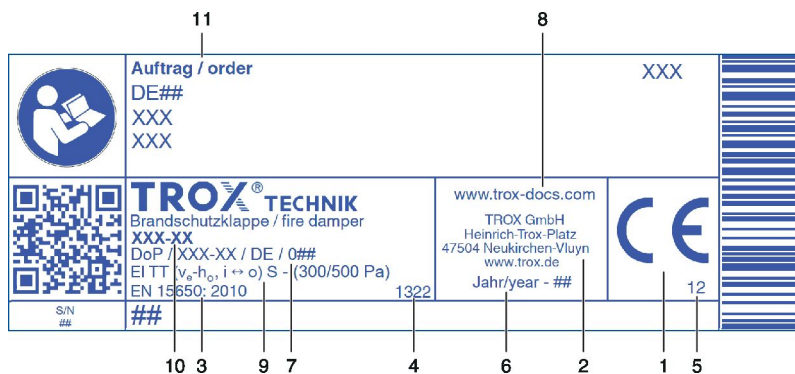 11
8
Auftrag / order
XXX
DE##
XXX
XXX
TROX® TECHNIK
Brandschutzklappe / fire damper
XXX-XX
DoP / XXX-XX / DE / 0##
EI TT (vₑ-hₒ, i ↔ o) S - (300/500 Pa)
EN 15650: 2010
1322
www.trox-docs.com
TROX GmbH
Heinrich-Trox-Platz
47504 Neukirchen-Vluyn
www.trox.de
Jahr/year - ##
CE
12
S/N
##
##
10 3 9 7 4 6 2 1 5